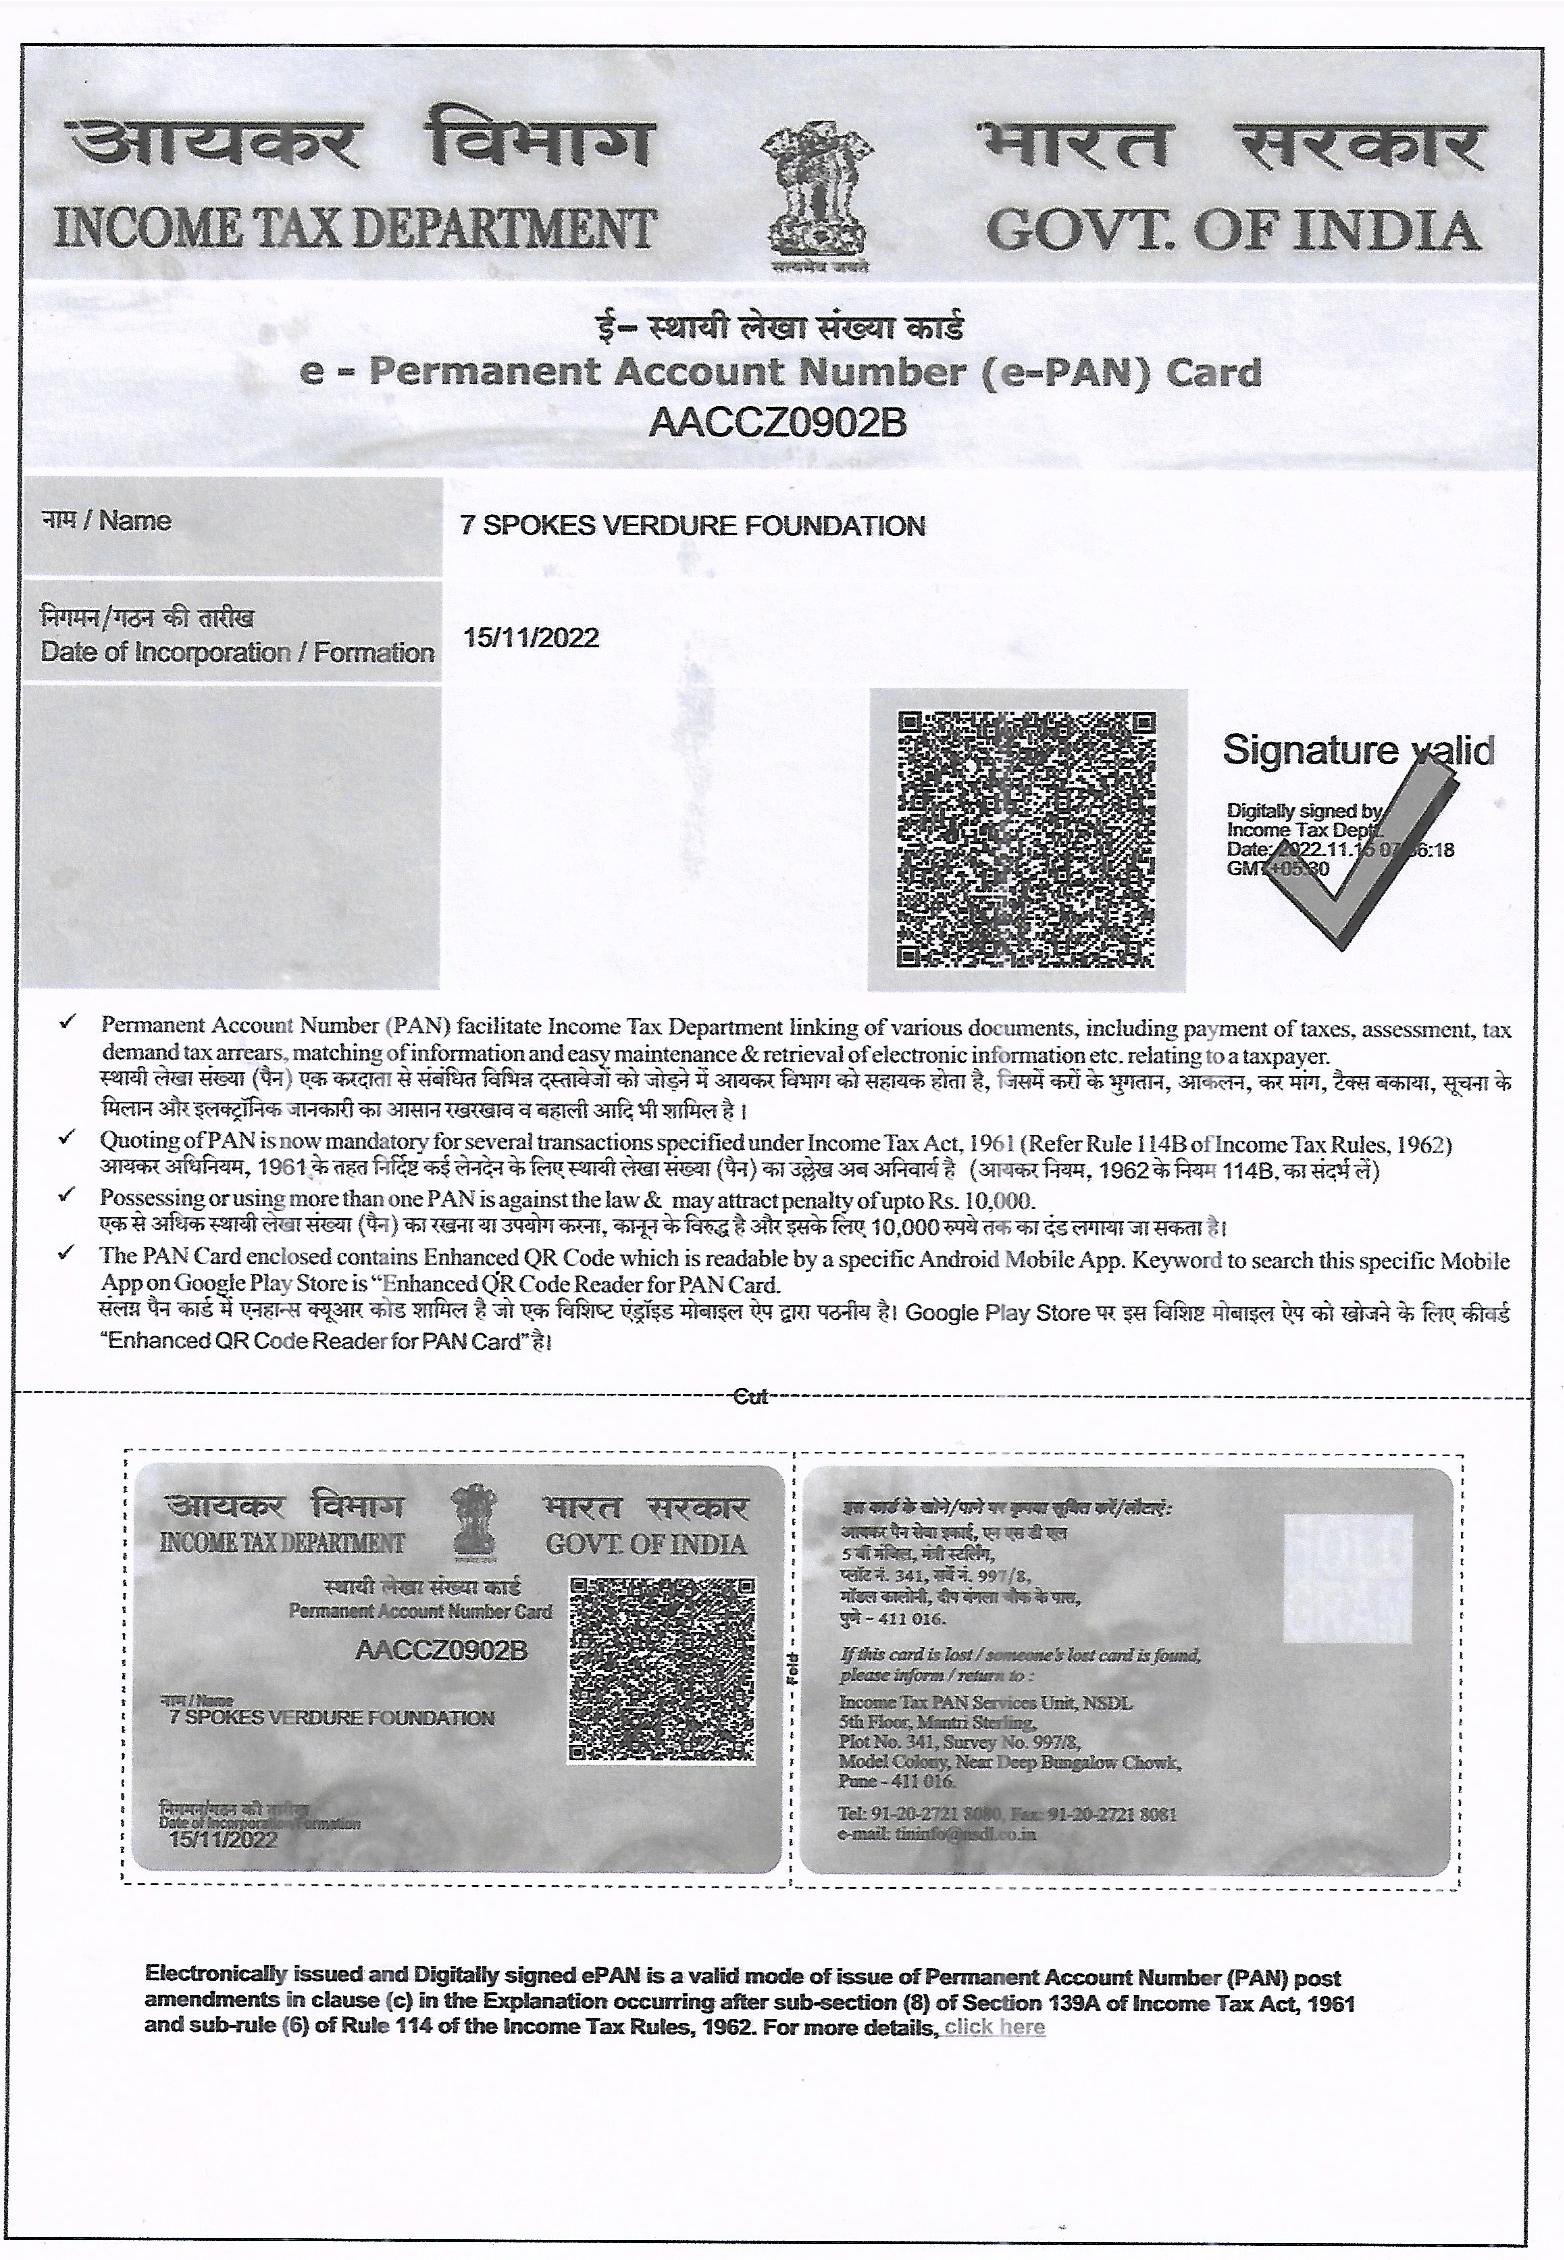 आयकर विभाग
INCOME TAX DEPARTMENT
सत्यमेव जयते
भारत सरकार
GOVT. OF INDIA
ई– स्थायी लेखा संख्या कार्ड
e - Permanent Account Number (e-PAN) Card
AACCZ0902B
नाम / Name
7 SPOKES VERDURE FOUNDATION
निगमन/गठन की तारीख
Date of Incorporation / Formation
15/11/2022
Signature valid
Digitally signed by
Income Tax Dept.
Date: 2022.11.
:18
GMT+05:30
✓ Permanent Account Number (PAN) facilitate Income Tax Department linking of various documents, including payment of taxes, assessment, tax
demand tax arrears, matching of information and easy maintenance & retrieval of electronic information etc. relating to a taxpayer.
स्थायी लेखा संख्या (पैन) एक करदाता से संबंधित विभिन्न दस्तावेजों को जोड़ने में आयकर विभाग को सहायक होता है, जिसमें करों के भुगतान, आकलन, कर मांग, टैक्स बकाया, सूचना के
मिलान और इलक्ट्रॉनिक जानकारी का आसान रखरखाव व बहाली आदि भी शामिल है ।
✓ Quoting of PAN is now mandatory for several transactions specified under Income Tax Act, 1961 (Refer Rule 114B of Income Tax Rules, 1962)
आयकर अधिनियम, 1961 के तहत निर्दिष्ट कई लेनदेन के लिए स्थायी लेखा संख्या (पैन) का उल्लेख अब अनिवार्य है (आयकर नियम, 1962 के नियम 114B, का संदर्भ लें)
✓ Possessing or using more than one PAN is against the law & may attract penalty of upto Rs. 10,000.
एक से अधिक स्थायी लेखा संख्या (पैन) का रखना या उपयोग करना, कानून के विरुद्ध है और इसके लिए 10,000 रुपये तक का दंड लगाया जा सकता है।
✓ The PAN Card enclosed contains Enhanced QR Code which is readable by a specific Android Mobile App. Keyword to search this specific Mobile
App on Google Play Store is “Enhanced QR Code Reader for PAN Card.
संलग्न पैन कार्ड में एनहान्स क्यूआर कोड शामिल है जो एक विशिष्ट एंड्रॉइड मोबाइल ऐप द्वारा पठनीय है। Google Play Store पर इस विशिष्ट मोबाइल ऐप को खोजने के लिए कीवर्ड
“Enhanced QR Code Reader for PAN Card” है।
Cut
आयकर विभाग
INCOME TAX DEPARTMENT
भारत सरकार
GOVT. OF INDIA
स्थायी लेखा संख्या कार्ड
Permanent Account Number Card
AACCZ0902B
नाम / Name
7 SPOKES VERDURE FOUNDATION
निगमन/गठन की तारीख
Date of Incorporation/Formation
15/11/2022
Fold
इस कार्ड के खोने/पाने पर कृपया सूचित करें/लौटाएं:
आयकर पैन सेवा इकाई, एन एस डी एल
5 वीं मंजिल, मंत्री स्टर्लिंग,
प्लॉट नं. 341, सर्वे नं. 997/8,
मॉडल कालोनी, दीप बंगला चौक के पास,
पुणे – 411 016.
If this card is lost / someone's lost card is found,
please inform / return to :
Income Tax PAN Services Unit, NSDL
5th Floor, Mantri Sterling,
Plot No. 341, Survey No. 997/8,
Model Colony, Near Deep Bungalow Chowk,
Pune - 411 016.
Tel: 91-20-2721 8080, Fax: 91-20-2721 8081
e-mail: tininfo@nsdl.co.in
Electronically issued and Digitally signed ePAN is a valid mode of issue of Permanent Account Number (PAN) post
amendments in clause (c) in the Explanation occurring after sub-section (8) of Section 139A of Income Tax Act, 1961
and sub-rule (6) of Rule 114 of the Income Tax Rules, 1962. For more details, click here